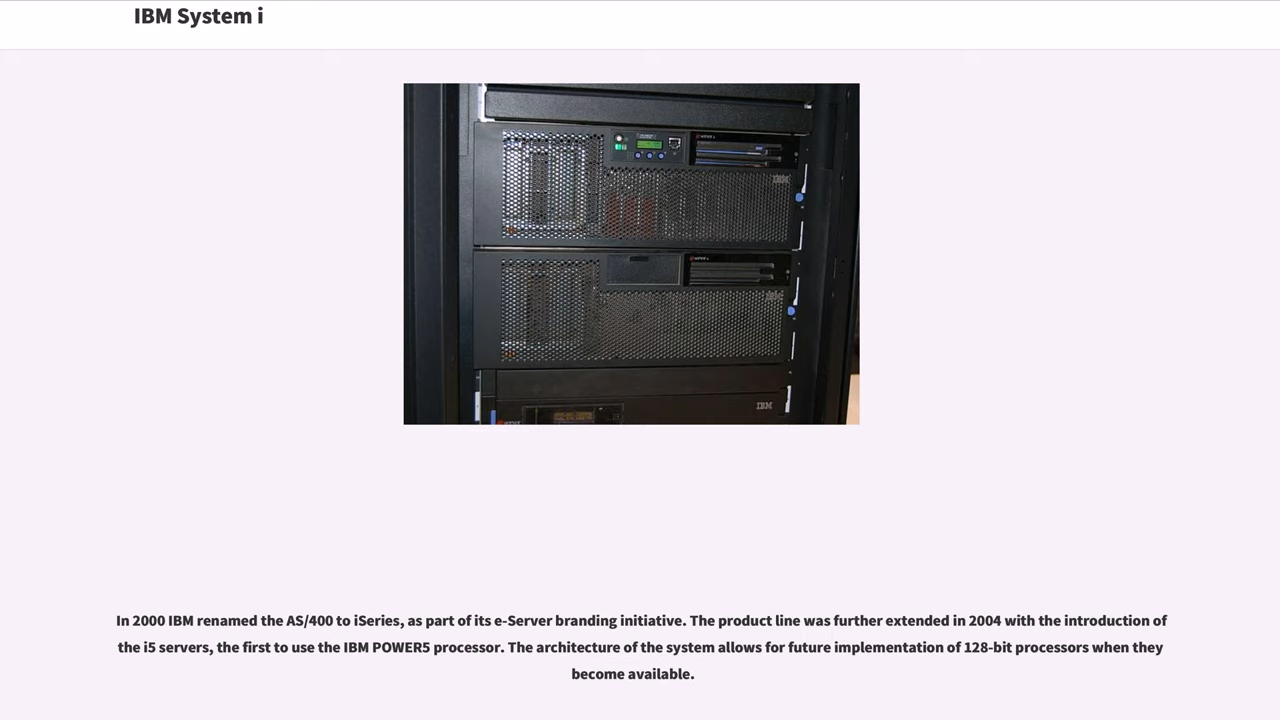 IBM System i
IBM
IBM
IBM
In 2000 IBM renamed the AS/400 to iSeries, as part of its e-Server branding initiative. The product line was further extended in 2004 with the introduction of
the i5 servers, the first to use the IBM POWER5 processor. The architecture of the system allows for future implementation of 128-bit processors when they
become available.